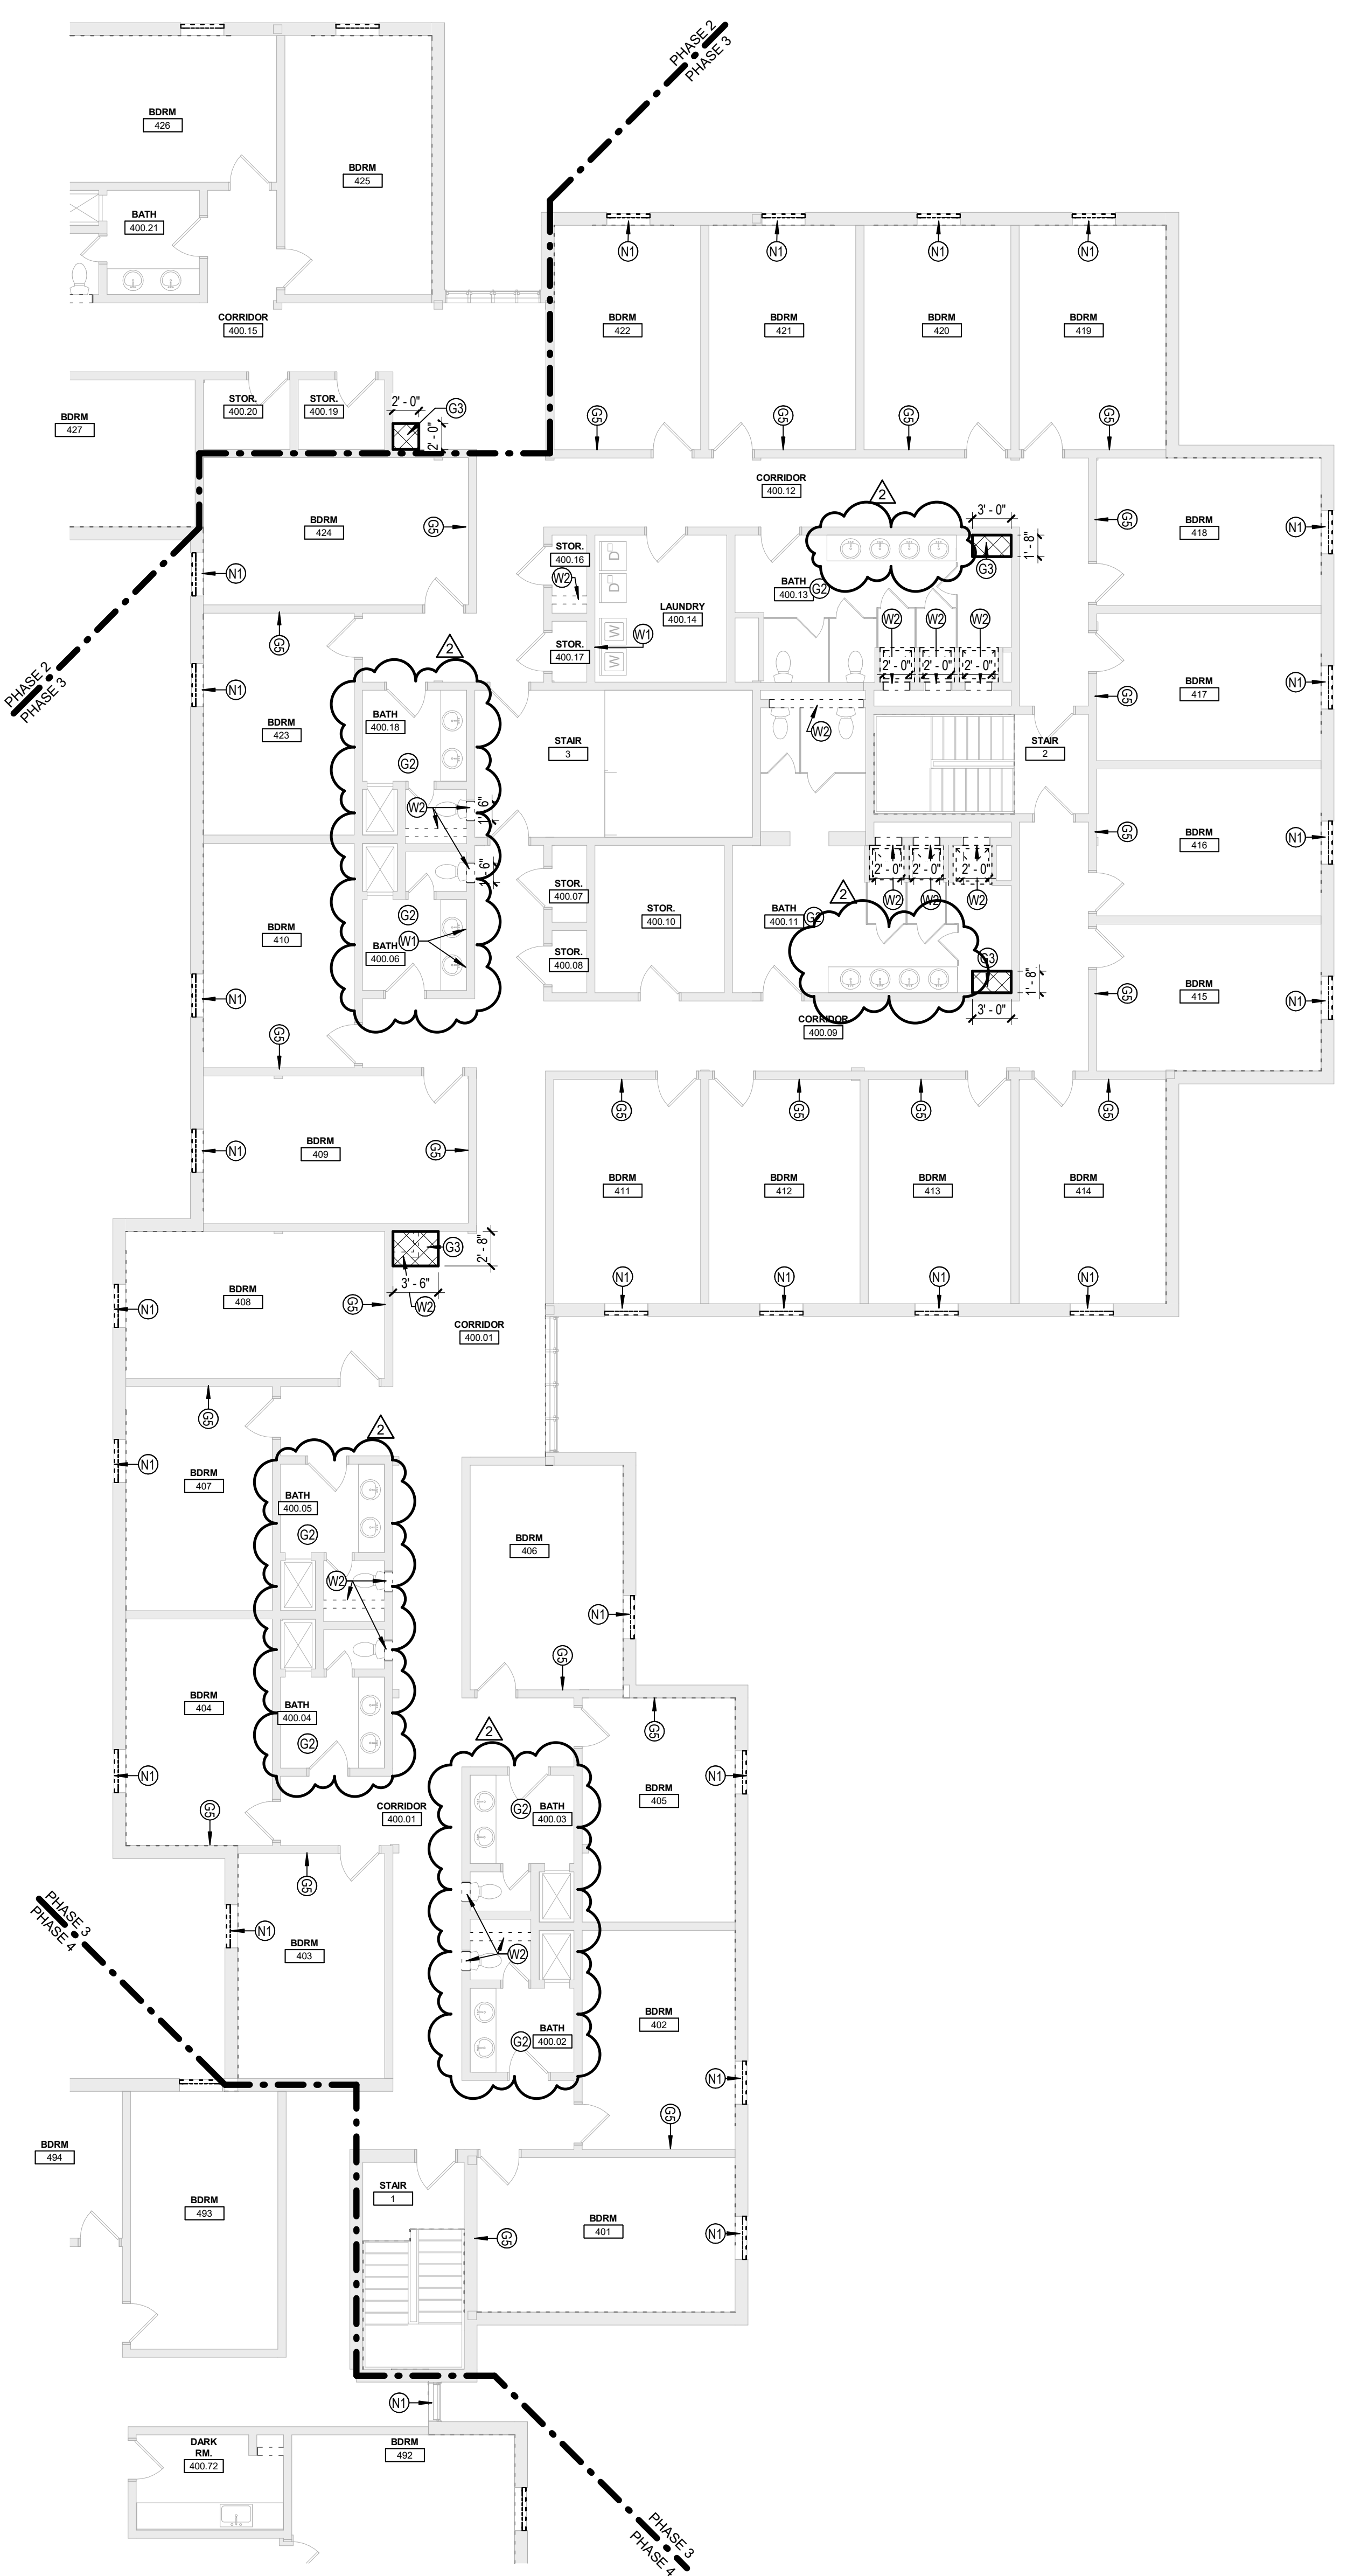 PHASE 2
PHASE 3
BDRM
426
BDRM
425
BATH
400.21
CORRIDOR
400.15
N1
N1
N1
N1
BDRM
422
BDRM
421
BDRM
420
BDRM
419
BDRM
427
STOR.
400.20
STOR.
400.19
2' - 0"
G3
2' - 0"
G5
G5
G5
G5
CORRIDOR
400.12
2
3' - 0"
1' - 8"
G3
BDRM
424
G5
N1
STOR.
400.16
W2
D
D
BATH
400.13
G2
G5
BDRM
418
N1
LAUNDRY
400.14
W1
W
W
STOR.
400.17
W2
W2
W2
2' - 0"
2' - 0"
2' - 0"
G5
2
N1
BDRM
423
PHASE 2
PHASE 3
BATH
400.18
G2
W2
1' - 6"
1' - 6"
STAIR
3
W2
STAIR
2
BDRM
417
N1
G5
BDRM
416
N1
G5
2' - 0"
2' - 0"
2' - 0"
W2
W2
W2
2
STOR.
400.07
STOR.
400.10
BATH
400.11
G2
G2
BATH
400.06
W1
BDRM
410
N1
G5
STOR.
400.08
G3
1' - 8"
3' - 0"
CORRIDOR
400.09
G5
BDRM
415
N1
G5
G5
G5
G5
BDRM
409
N1
G5
BDRM
411
BDRM
412
BDRM
413
BDRM
414
N1
N1
N1
N1
G3
2' - 8"
3' - 6"
W2
BDRM
408
N1
G5
CORRIDOR
400.01
G5
2
BDRM
407
N1
BATH
400.05
G2
W2
BDRM
406
N1
G5
BDRM
404
N1
BATH
400.04
G2
G5
2
G5
BDRM
405
N1
CORRIDOR
400.01
G2
BATH
400.03
G5
W2
PHASE 3
PHASE 4
N1
BDRM
403
G2
BATH
400.02
BDRM
402
N1
G5
BDRM
494
BDRM
493
STAIR
1
G5
BDRM
401
N1
N1
DARK
RM.
400.72
BDRM
492
PHASE 3
PHASE 4